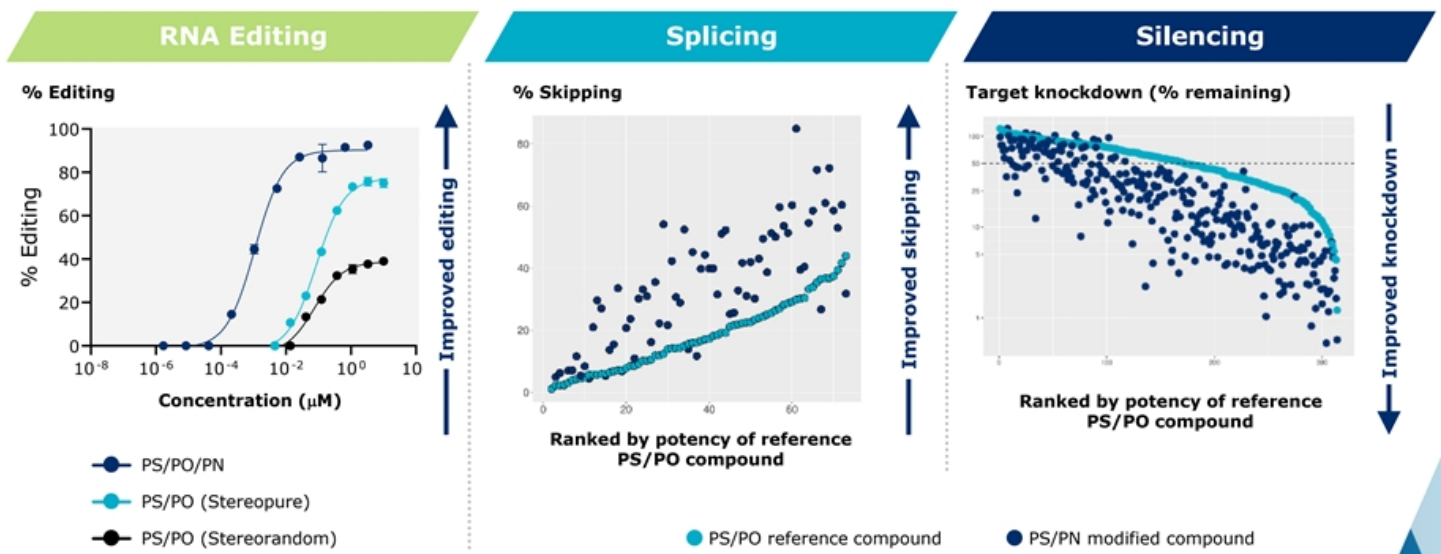 RNA Editing
% Editing
% Editing
100
80
60
40
20
0
10-8
10-6
10-4
10-2
100
10
Concentration (μM)
Improved editing
PS/PO/PN
PS/PO (Stereopure)
PS/PO (Stereorandom)
Splicing
% Skipping
80
60
40
20
0
0
20
40
60
Ranked by potency of reference
PS/PO compound
Improved skipping
Silencing
Target knockdown (% remaining)
100
50
25
10
5
1
0
100
200
300
Ranked by potency of reference
PS/PO compound
Improved knockdown
PS/PO reference compound
PS/PN modified compound